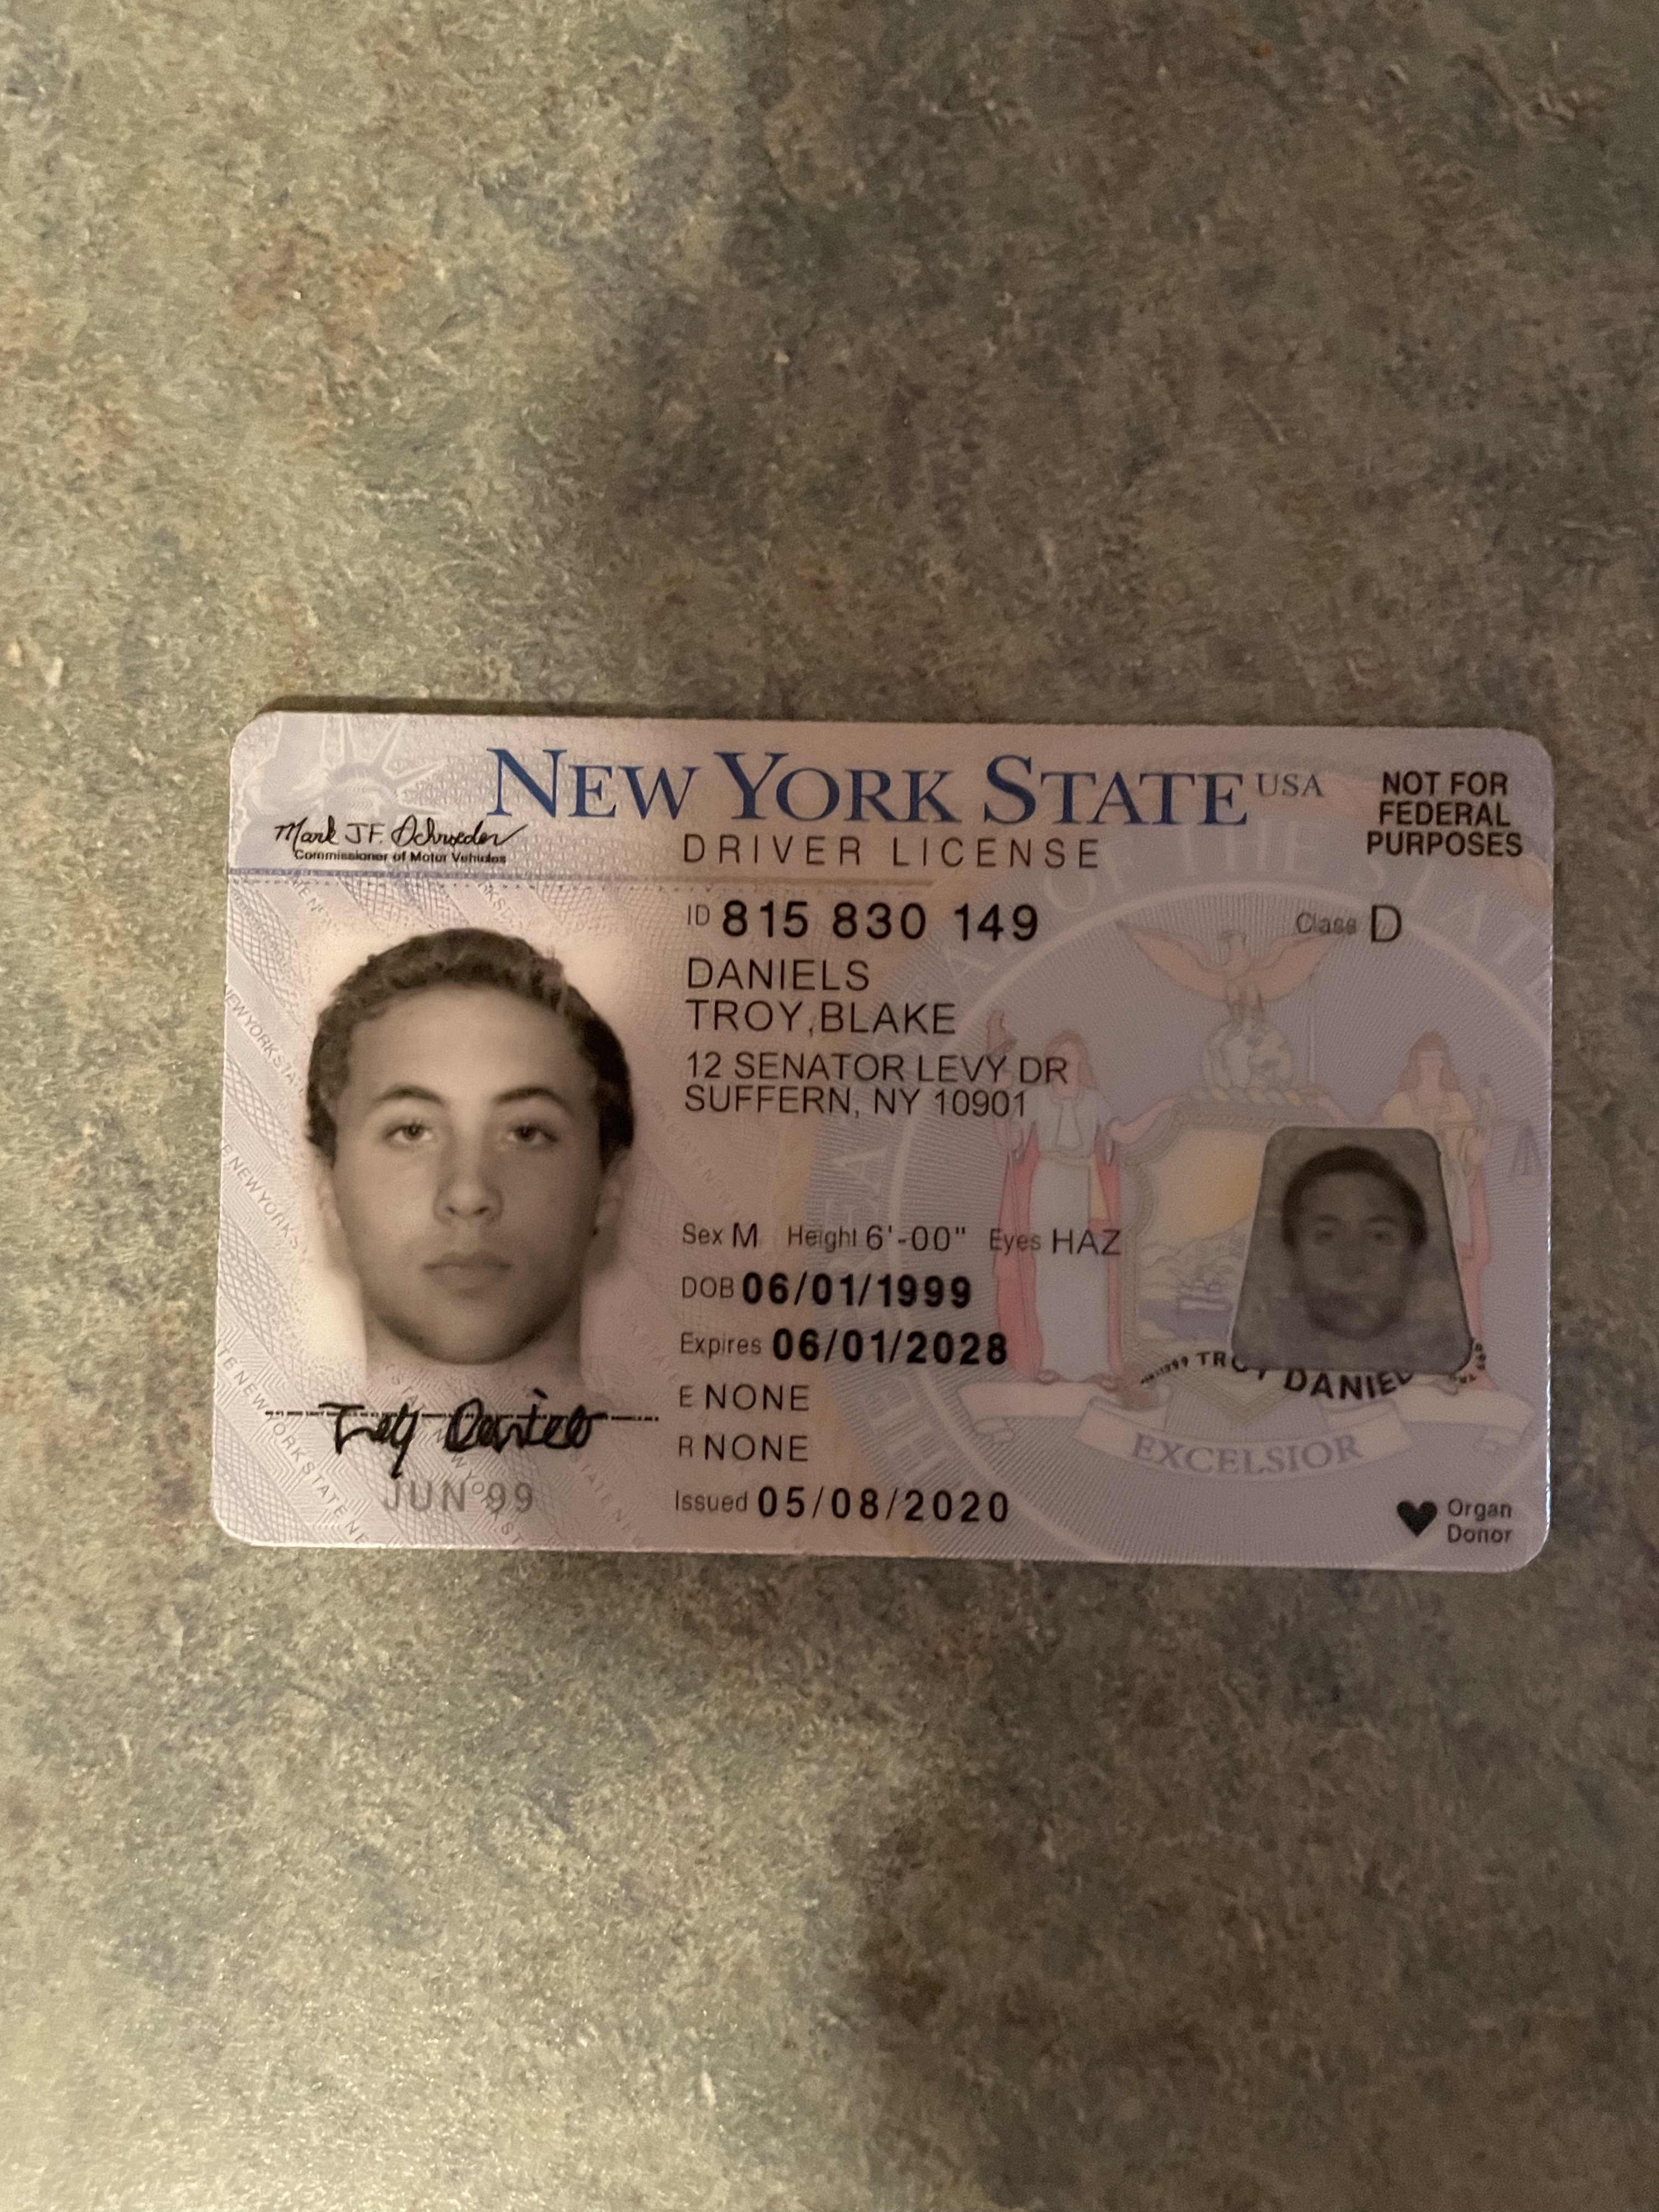 NEW YORK STATE USA
DRIVER LICENSE
NOT FOR
FEDERAL
PURPOSES
Mark J.F. Schroeder
Commissioner of Motor Vehicles
ID 815 830 149
Class D
DANIELS
TROY,BLAKE
12 SENATOR LEVY DR
SUFFERN, NY 10901
Sex M Height 6'-00" Eyes HAZ
DOB 06/01/1999
Expires 06/01/2028
E NONE
R NONE
Issued 05/08/2020
Troy Daniels
JUN 99
TROY DANIEL
EXCELSIOR
Organ
Donor